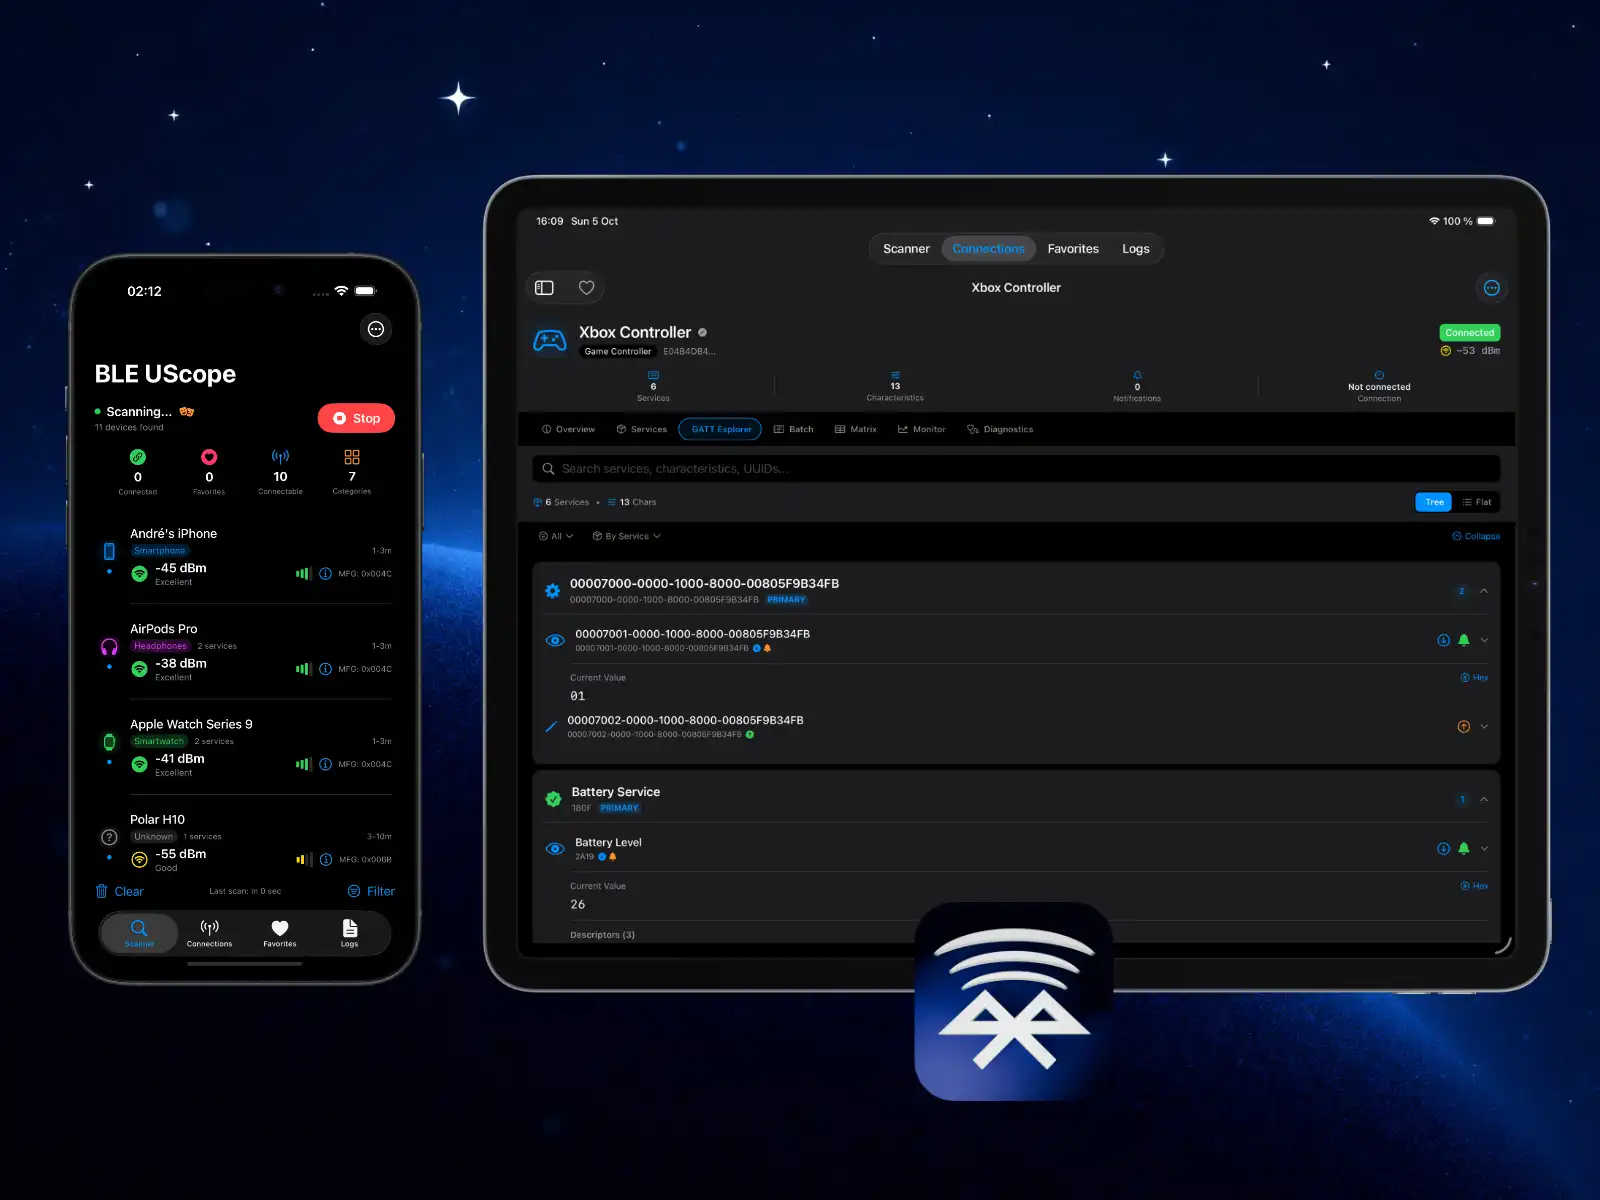 02:12
BLE UScope
Scanning...
11 devices found
Stop
0
Connected
0
Favorites
10
Connectable
7
Categories
André's iPhone
Smartphone
1-3m
-45 dBm
Excellent
MFG: 0x004C
AirPods Pro
Headphones 2 services
1-3m
-38 dBm
Excellent
MFG: 0x004C
Apple Watch Series 9
Smartwatch 2 services
1-3m
-41 dBm
Excellent
MFG: 0x004C
Polar H10
Unknown 1 services
3-10m
-55 dBm
Good
MFG: 0x006B
Clear
Last scan: in 0 sec
Filter
Scanner
Connections
Favorites
Logs
16:09 Sun 5 Oct
100 %
Scanner Connections Favorites Logs
Xbox Controller
Xbox Controller
Game Controller E04B4DB4...
Connected
-53 dBm
6
Services
13
Characteristics
0
Notifications
Not connected
Connection
Overview Services GATT Explorer Batch Matrix Monitor Diagnostics
Search services, characteristics, UUIDs...
6 Services • 13 Chars
Tree Flat
All By Service
Collapse
00007000-0000-1000-8000-00805F9B34FB
00007000-0000-1000-8000-00805F9B34FB PRIMARY
2
00007001-0000-1000-8000-00805F9B34FB
00007001-0000-1000-8000-00805F9B34FB
Current Value
Hex
01
00007002-0000-1000-8000-00805F9B34FB
00007002-0000-1000-8000-00805F9B34FB
Battery Service
180F PRIMARY
1
Battery Level
2A19
Current Value
Hex
26
Descriptors (3)